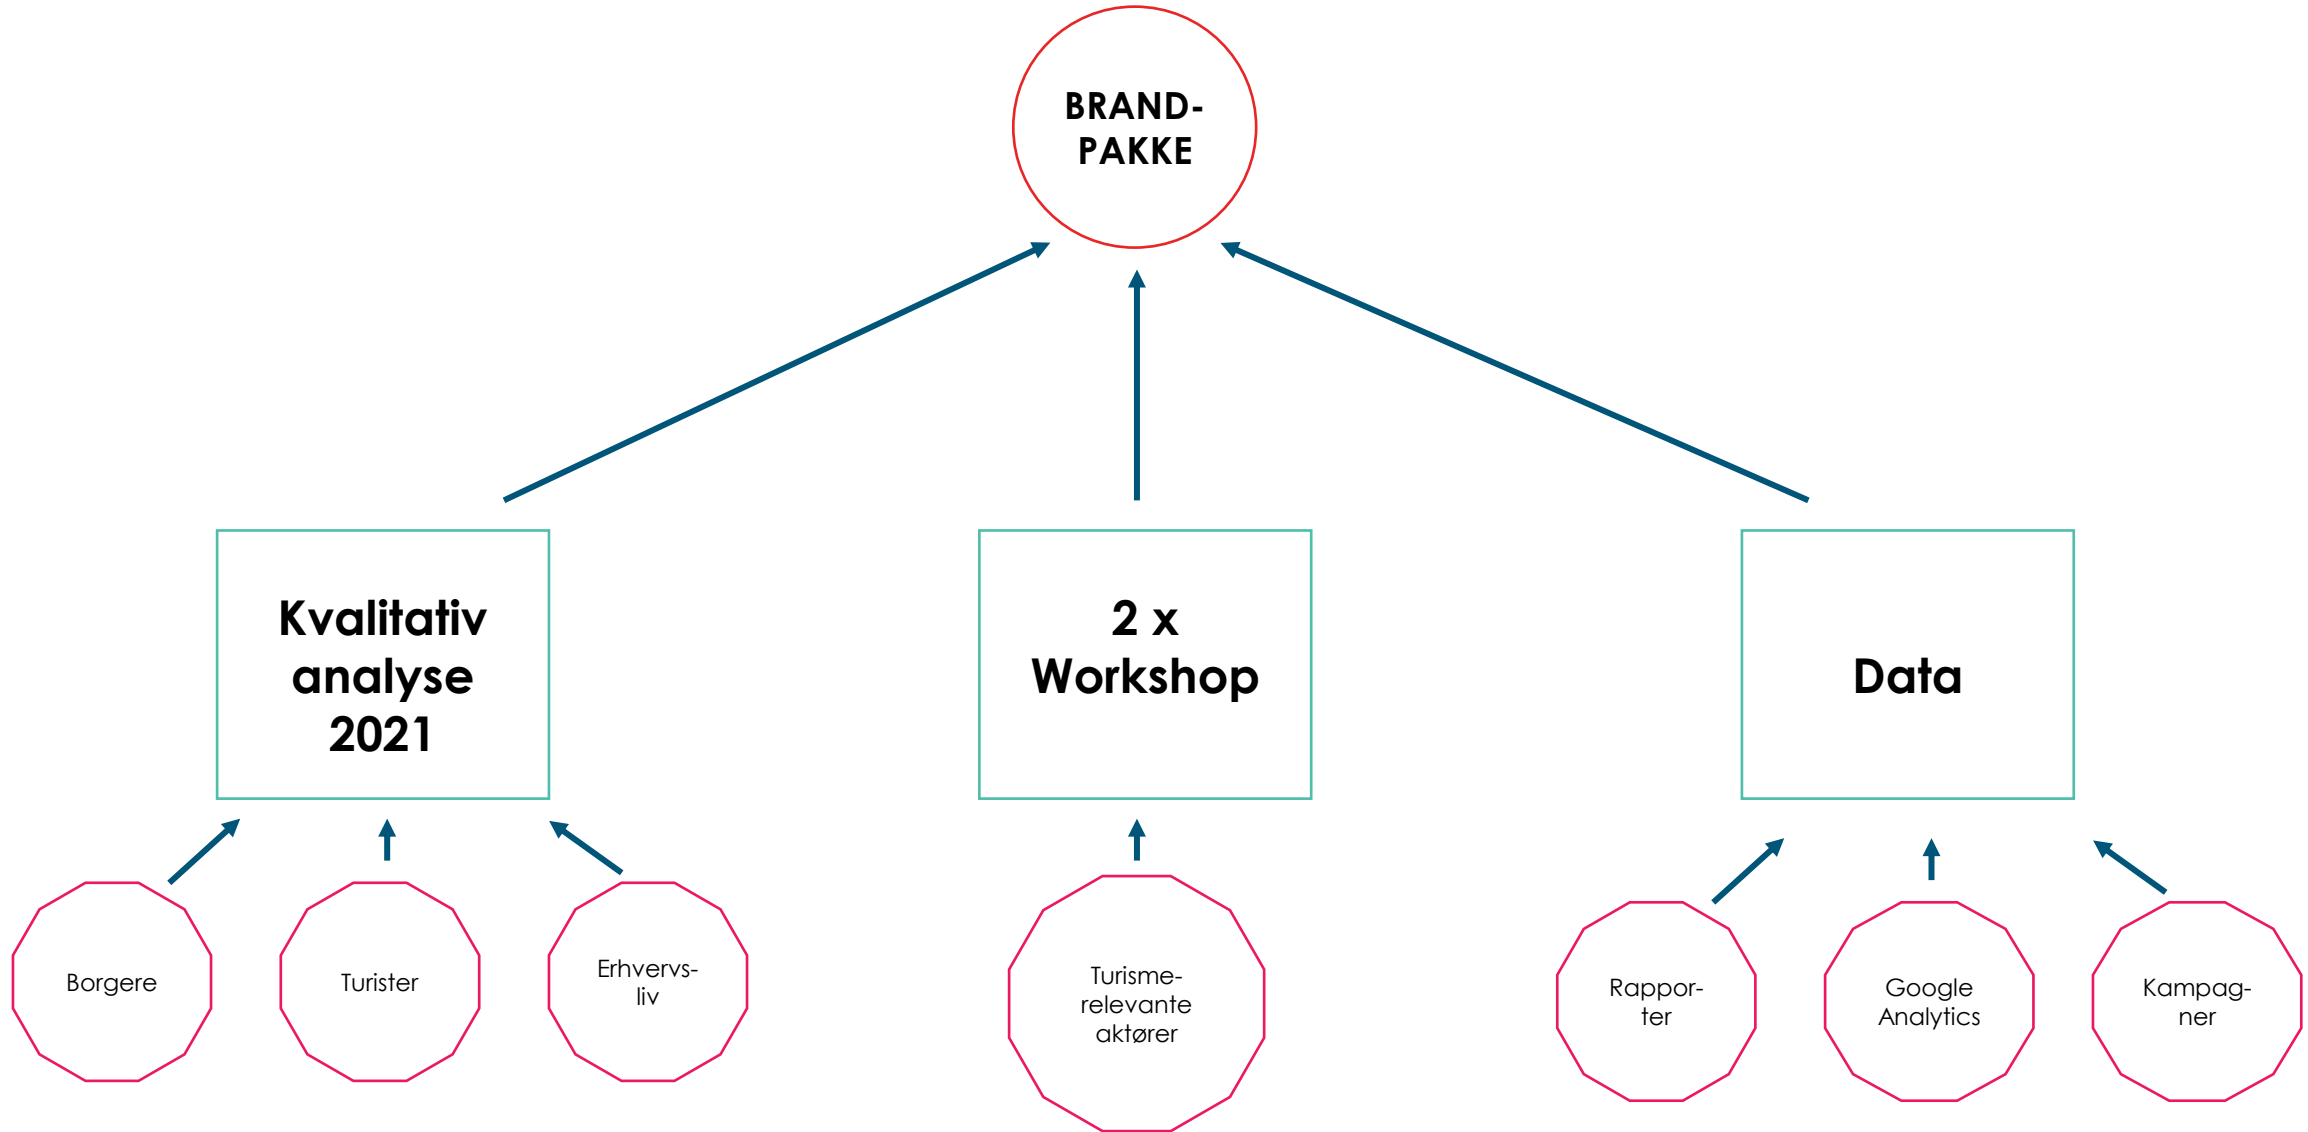 BRAND-
PAKKE
Kvalitativ
analyse
2021
2 x
Workshop
Data
Borgere
Turister
Erhvervs-
liv
Turisme-
relevante
aktører
Rappor-
ter
Google
Analytics
Kampag-
ner